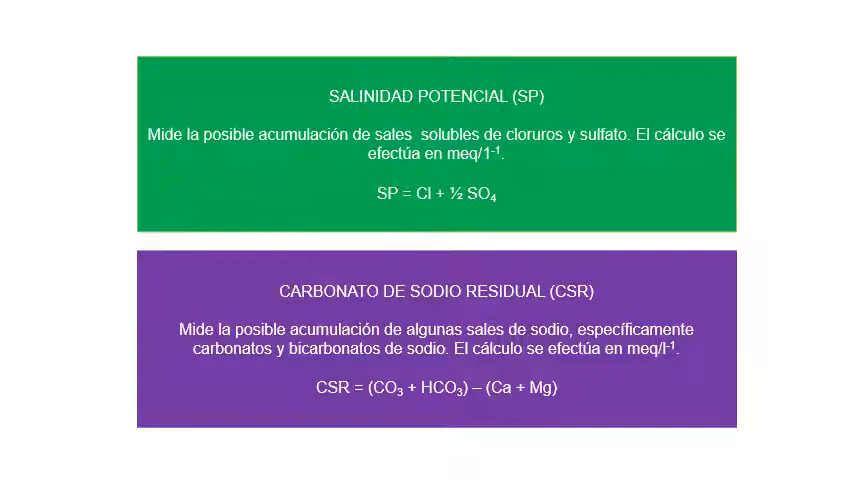 SALINIDAD POTENCIAL (SP)
Mide la posible acumulación de sales  solubles de cloruros y sulfato. El cálculo se
efectúa en meq/1⁻¹.
SP = Cl + ½ SO₄
CARBONATO DE SODIO RESIDUAL (CSR)
Mide la posible acumulación de algunas sales de sodio, específicamente
carbonatos y bicarbonatos de sodio. El cálculo se efectúa en meq/l⁻¹.
CSR = (CO₃ + HCO₃) – (Ca + Mg)